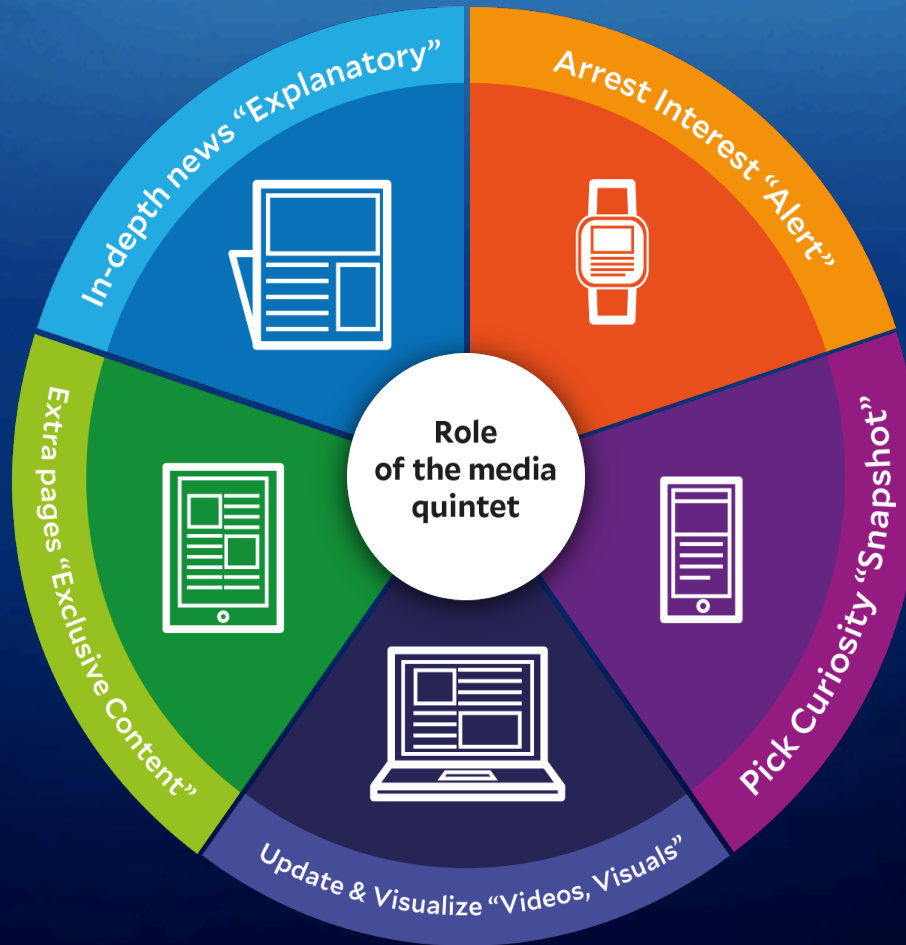 Role
of the media
quintet
Arrest Interest “Alert”
Pick Curiosity “Snapshot”
Update & Visualize “Videos, Visuals”
Extra pages “Exclusive Content”
In-depth news “Explanatory”